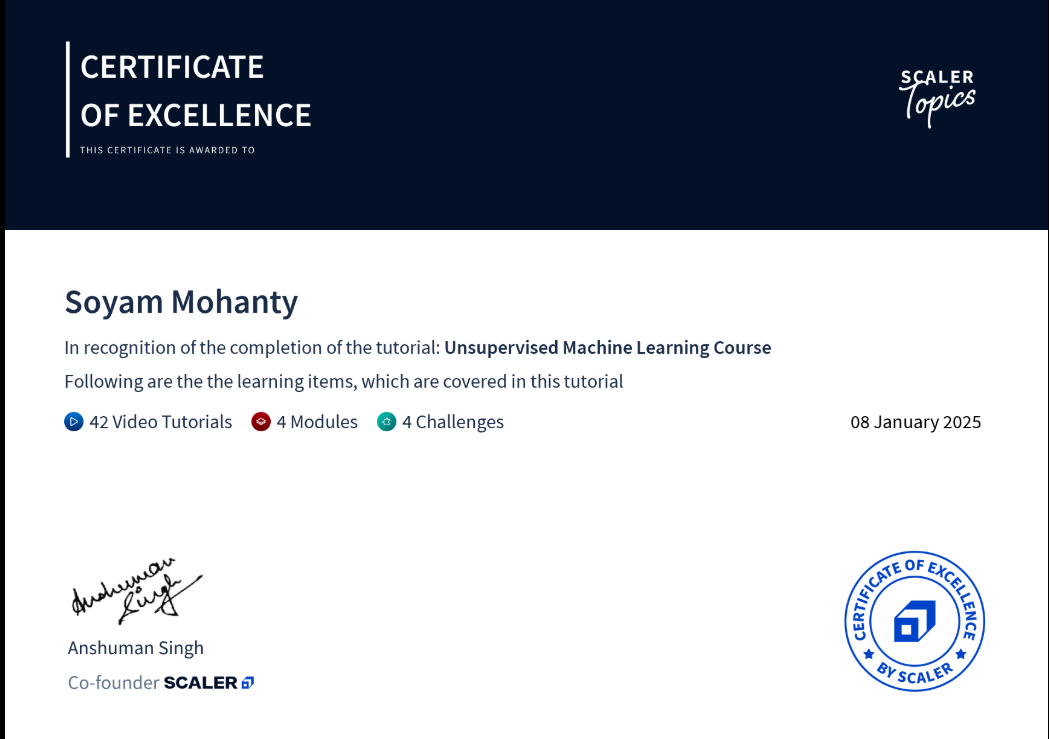 CERTIFICATE
OF EXCELLENCE
THIS CERTIFICATE IS AWARDED TO
SCALER
Topics
Soyam Mohanty
In recognition of the completion of the tutorial: Unsupervised Machine Learning Course
Following are the the learning items, which are covered in this tutorial
42 Video Tutorials 4 Modules 4 Challenges
08 January 2025
Anshuman
Singh
Anshuman Singh
Co-founder SCALER
CERTIFICATE OF EXCELLENCE
BY SCALER